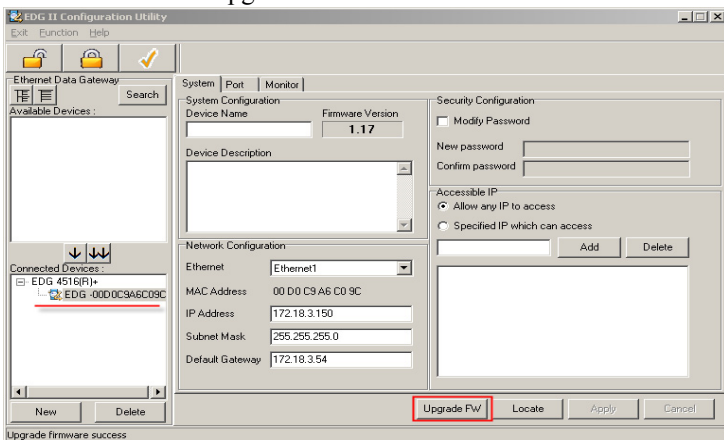 EDG II Configuration Utility
Exit Function Help
Ethernet Data Gateway
Search
Available Devices :
Connected Devices :
EDG 4516(R)+
EDG -00D0C9A6C09C
New Delete
System Port Monitor
System Configuration
Device Name Firmware Version
1.17
Device Description
Network Configuration
Ethernet Ethernet1
MAC Address 00 D0 C9 A6 C0 9C
IP Address 172.18.3.150
Subnet Mask 255.255.255.0
Default Gateway 172.18.3.54
Security Configuration
Modify Password
New password
Confirm password
Accessible IP
Allow any IP to access
Specified IP which can access
Add Delete
Upgrade FW Locate Apply Cancel
Upgrade firmware success